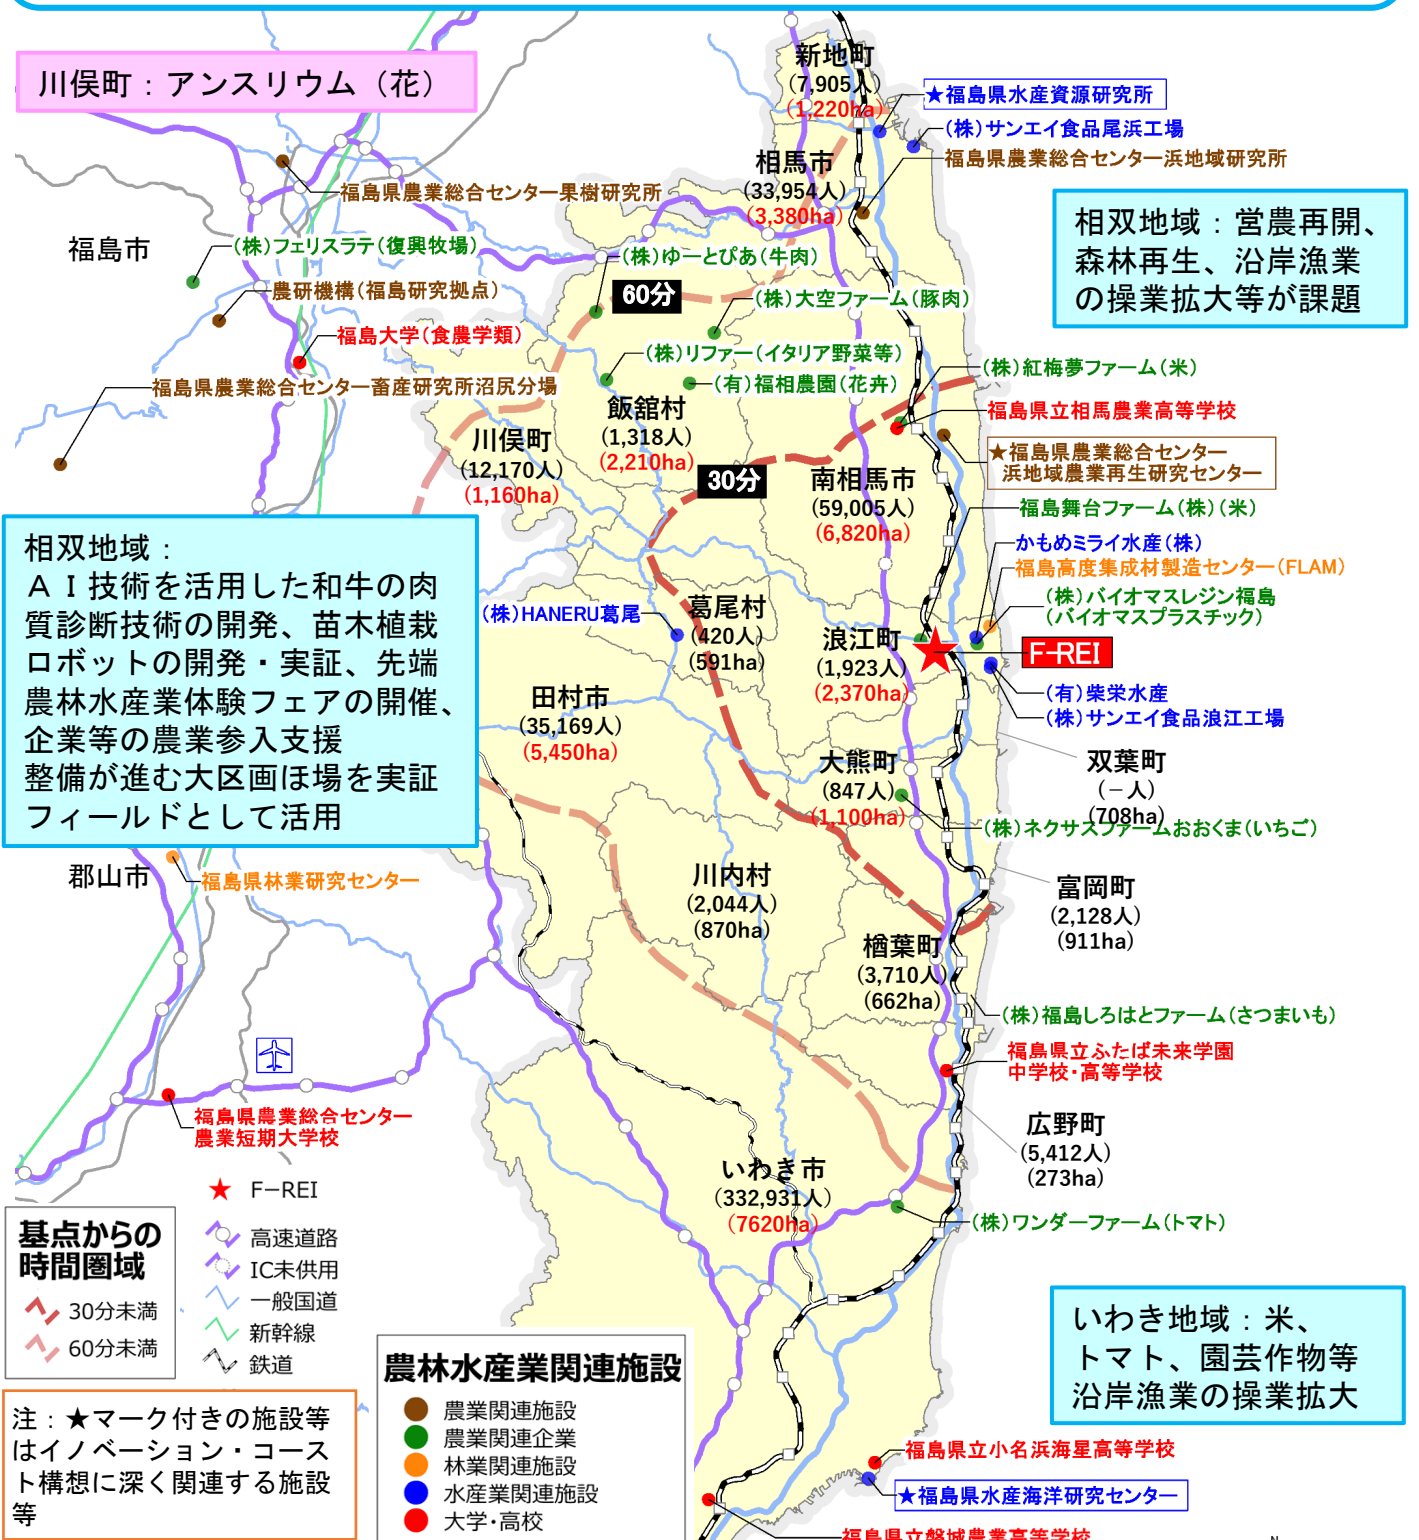 川俣町：アンスリウム（花）
新地町
(7,905人)
(1,220ha)
★福島県水産資源研究所
(株)サンエイ食品尾浜工場
福島県農業総合センター浜地域研究所
相馬市
(33,954人)
(3,380ha)
福島県農業総合センター果樹研究所
福島市
(株)フェリスラテ(復興牧場)
農研機構(福島研究拠点)
福島大学(食農学類)
福島県農業総合センター畜産研究所沼尻分場
(株)ゆーとぴあ(牛肉)
60分
(株)大空ファーム(豚肉)
(株)リファー(イタリア野菜等)
(有)福相農園(花卉)
相双地域：営農再開、
森林再生、沿岸漁業
の操業拡大等が課題
(株)紅梅夢ファーム(米)
福島県立相馬農業高等学校
★福島県農業総合センター
浜地域農業再生研究センター
飯舘村
(1,318人)
(2,210ha)
川俣町
(12,170人)
(1,160ha)
30分
南相馬市
(59,005人)
(6,820ha)
福島舞台ファーム(株)(米)
かもめミライ水産(株)
福島高度集成材製造センター(FLAM)
(株)バイオマスレジン福島
(バイオマスプラスチック)
F-REI
(有)柴栄水産
(株)サンエイ食品浪江工場
相双地域：
ＡＩ技術を活用した和牛の肉
質診断技術の開発、苗木植栽
ロボットの開発・実証、先端
農林水産業体験フェアの開催、
企業等の農業参入支援
整備が進む大区画ほ場を実証
フィールドとして活用
(株)HANERU葛尾
葛尾村
(420人)
(591ha)
浪江町
(1,923人)
(2,370ha)
田村市
(35,169人)
(5,450ha)
大熊町
(847人)
(1,100ha)
双葉町
(－人)
(708ha)
(株)ネクサスファームおおくま(いちご)
郡山市
福島県林業研究センター
川内村
(2,044人)
(870ha)
富岡町
(2,128人)
(911ha)
楢葉町
(3,710人)
(662ha)
(株)福島しろはとファーム(さつまいも)
福島県立ふたば未来学園
中学校・高等学校
福島県農業総合センター
農業短期大学校
広野町
(5,412人)
(273ha)
いわき市
(332,931人)
(7620ha)
(株)ワンダーファーム(トマト)
基点からの
時間圏域
30分未満
60分未満
F−REI
高速道路
IC未供用
一般国道
新幹線
鉄道
いわき地域：米、
トマト、園芸作物等
沿岸漁業の操業拡大
注：★マーク付きの施設等
はイノベーション・コース
ト構想に深く関連する施設
等
農林水産業関連施設
農業関連施設
農業関連企業
林業関連施設
水産業関連施設
大学・高校
福島県立小名浜海星高等学校
★福島県水産海洋研究センター
福島県立磐城農業高等学校
N